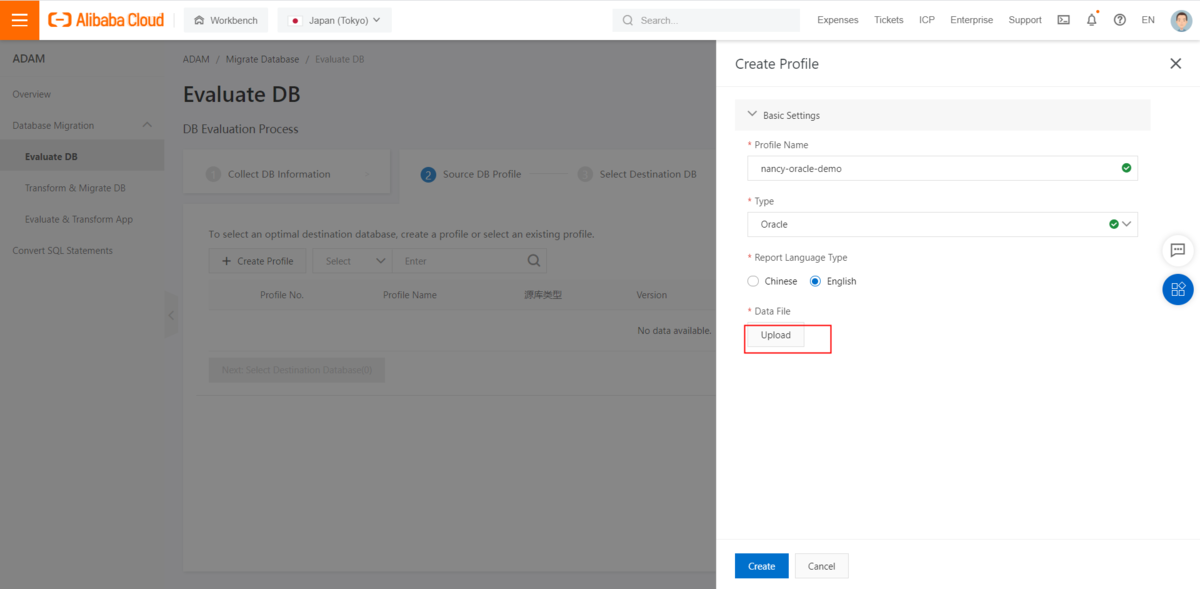 Alibaba Cloud
Workbench
Japan (Tokyo)
Search...
Expenses
Tickets
ICP
Enterprise
Support
EN
ADAM
Overview
Database Migration
Evaluate DB
Transform & Migrate DB
Evaluate & Transform App
Convert SQL Statements
ADAM / Migrate Database / Evaluate DB
Evaluate DB
DB Evaluation Process
1 Collect DB Information
2 Source DB Profile
3 Select Destination DB
To select an optimal destination database, create a profile or select an existing profile.
+ Create Profile
Select
Enter
Profile No.
Profile Name
源库类型
Version
No data available.
Next: Select Destination Database(0)
Create Profile
Basic Settings
* Profile Name
nancy-oracle-demo
* Type
Oracle
* Report Language Type
Chinese
English
* Data File
Upload
Create
Cancel